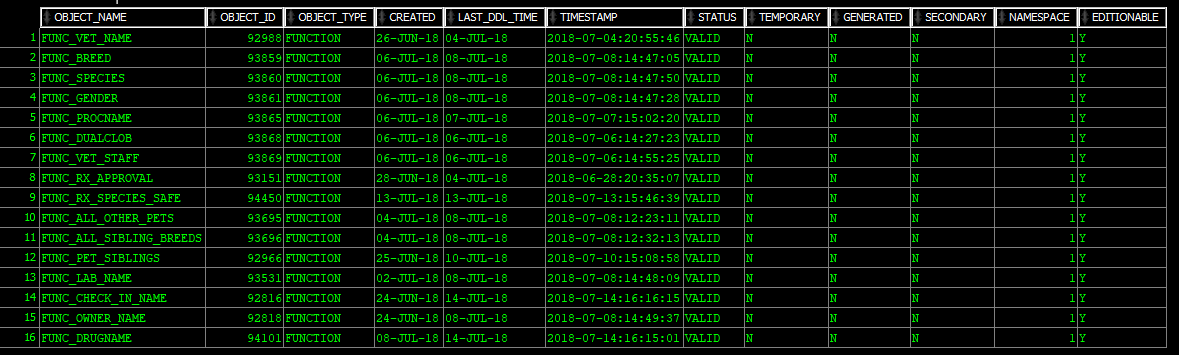 OBJECT_NAME OBJECT_ID OBJECT_TYPE CREATED LAST_DDL_TIME TIMESTAMP STATUS TEMPORARY GENERATED SECONDARY NAMESPACE EDITIONABLE
1 FUNC_VET_NAME 92988 FUNCTION 26-JUN-18 04-JUL-18 2018-07-04:20:55:46 VALID N N N 1 Y
2 FUNC_BREED 93859 FUNCTION 06-JUL-18 08-JUL-18 2018-07-08:14:47:05 VALID N N N 1 Y
3 FUNC_SPECIES 93860 FUNCTION 06-JUL-18 08-JUL-18 2018-07-08:14:47:50 VALID N N N 1 Y
4 FUNC_GENDER 93861 FUNCTION 06-JUL-18 08-JUL-18 2018-07-08:14:47:28 VALID N N N 1 Y
5 FUNC_PROCNAME 93865 FUNCTION 06-JUL-18 07-JUL-18 2018-07-07:15:02:20 VALID N N N 1 Y
6 FUNC_DUALCLOB 93868 FUNCTION 06-JUL-18 06-JUL-18 2018-07-06:14:27:23 VALID N N N 1 Y
7 FUNC_VET_STAFF 93869 FUNCTION 06-JUL-18 06-JUL-18 2018-07-06:14:55:25 VALID N N N 1 Y
8 FUNC_RX_APPROVAL 93151 FUNCTION 28-JUN-18 04-JUL-18 2018-06-28:20:35:07 VALID N N N 1 Y
9 FUNC_RX_SPECIES_SAFE 94450 FUNCTION 13-JUL-18 13-JUL-18 2018-07-13:15:46:39 VALID N N N 1 Y
10 FUNC_ALL_OTHER_PETS 93695 FUNCTION 04-JUL-18 08-JUL-18 2018-07-08:12:23:11 VALID N N N 1 Y
11 FUNC_ALL_SIBLING_BREEDS 93696 FUNCTION 04-JUL-18 08-JUL-18 2018-07-08:12:32:13 VALID N N N 1 Y
12 FUNC_PET_SIBLINGS 92966 FUNCTION 25-JUN-18 10-JUL-18 2018-07-10:15:08:58 VALID N N N 1 Y
13 FUNC_LAB_NAME 93531 FUNCTION 02-JUL-18 08-JUL-18 2018-07-08:14:48:09 VALID N N N 1 Y
14 FUNC_CHECK_IN_NAME 92816 FUNCTION 24-JUN-18 14-JUL-18 2018-07-14:16:16:15 VALID N N N 1 Y
15 FUNC_OWNER_NAME 92818 FUNCTION 24-JUN-18 08-JUL-18 2018-07-08:14:49:37 VALID N N N 1 Y
16 FUNC_DRUGNAME 94101 FUNCTION 08-JUL-18 14-JUL-18 2018-07-14:16:15:01 VALID N N N 1 Y